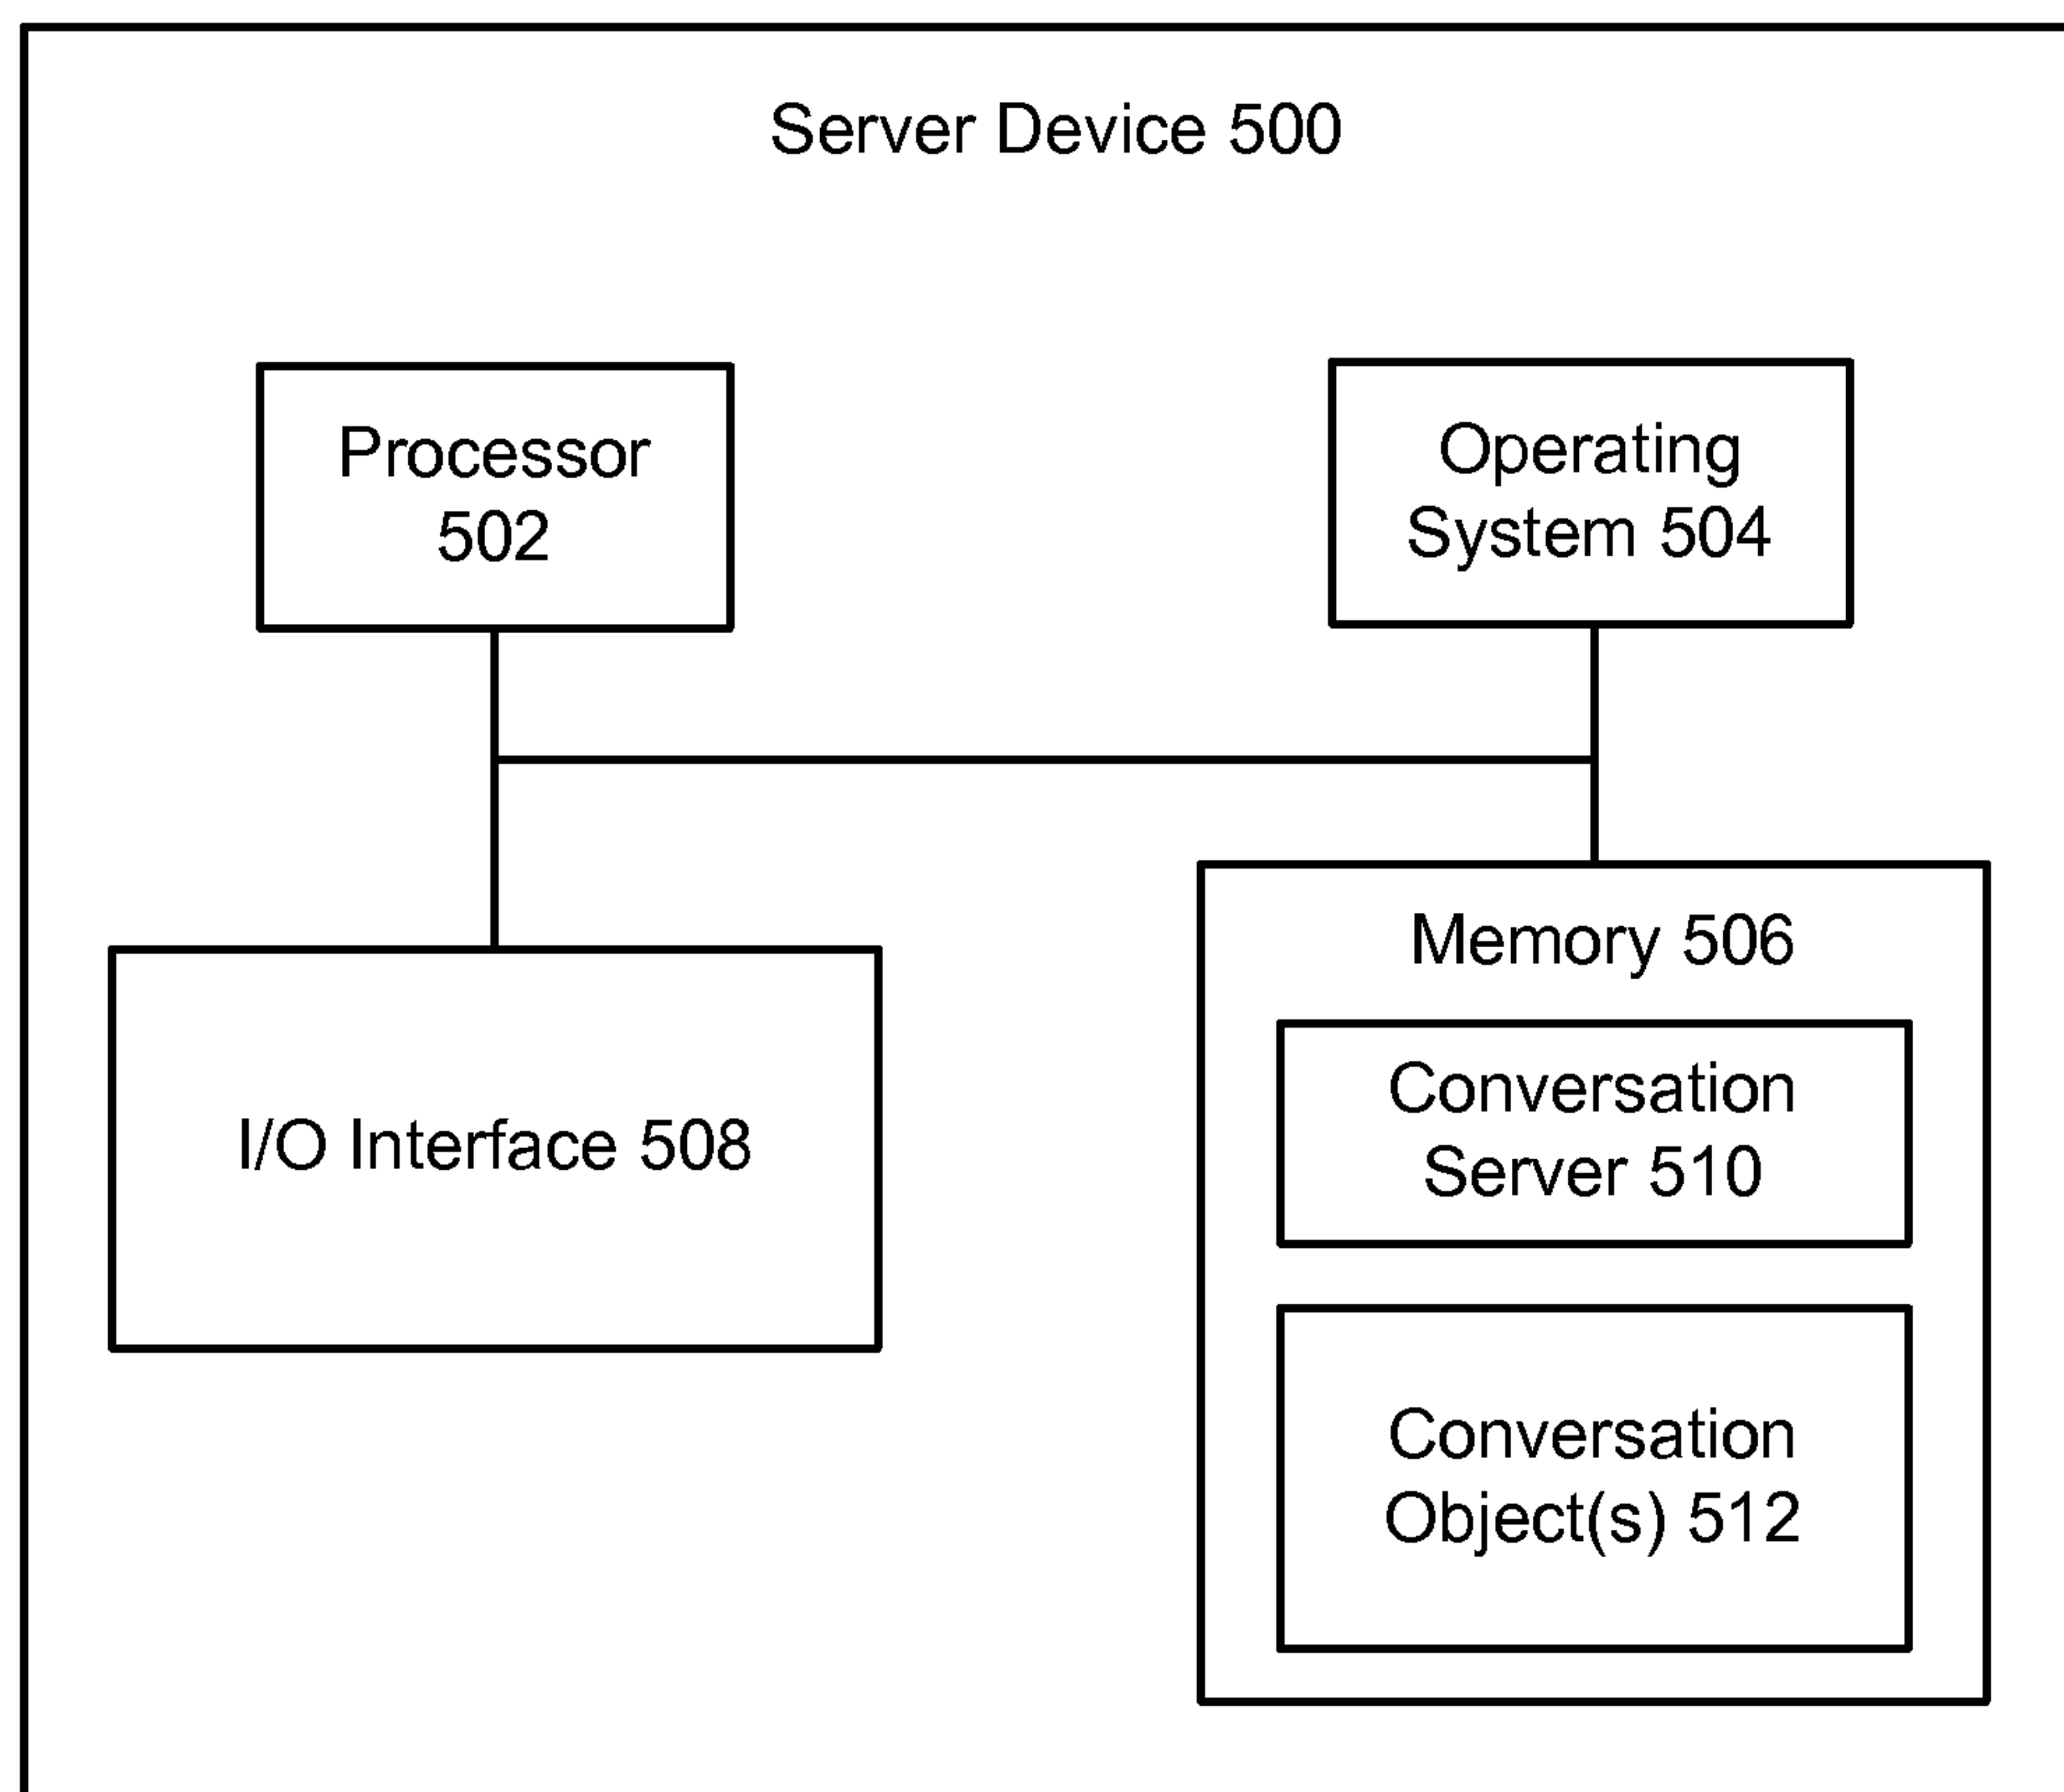 Server Device 500
Processor
502
Operating
System 504
I/O Interface 508
Memory 506
Conversation
Server 510
Conversation
Object(s) 512